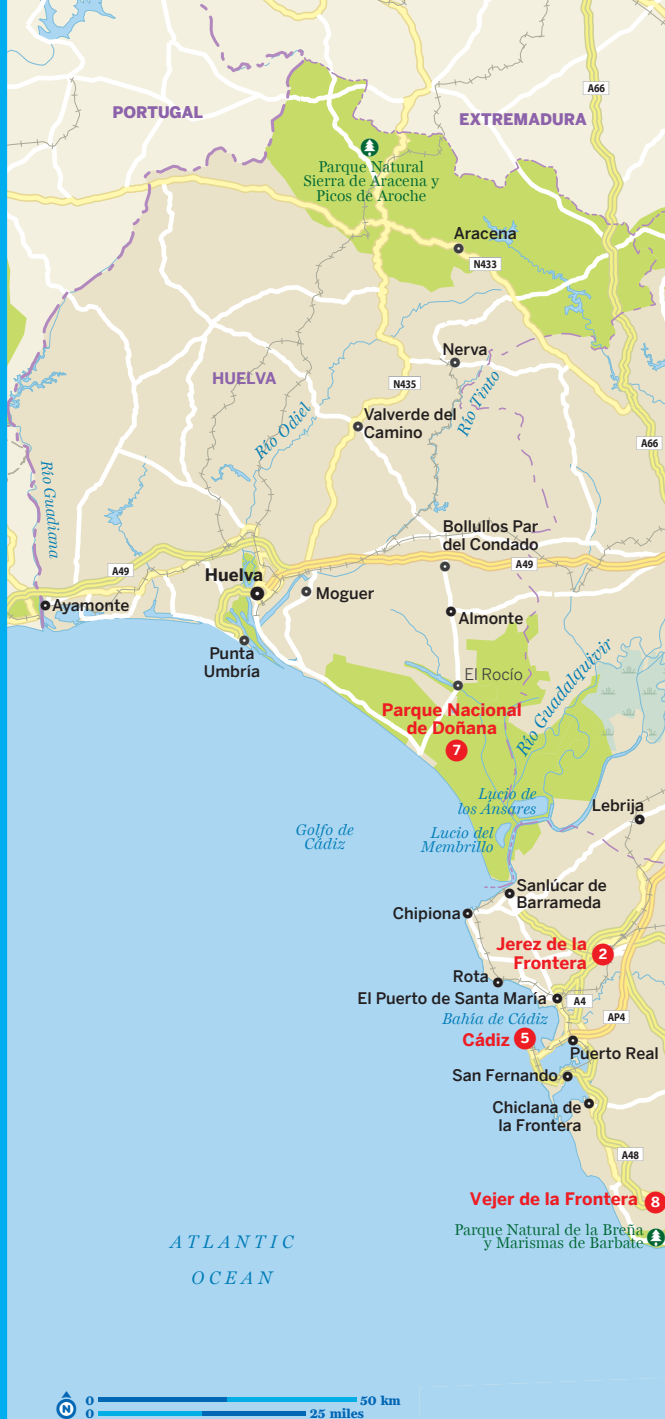 A66
PORTUGAL
EXTREMADURA
Parque Natural
Sierra de Aracena y
Picos de Aroche
Aracena
N433
Nerva
HUELVA
N435
Río Tinto
Valverde del
Camino
Río Odiel
A66
Río Guadiana
Bollullos Par
del Condado
A49
A49
Huelva
Moguer
Ayamonte
Almonte
Punta
Umbría
El Rocío
Río Guadalquivir
Parque Nacional
de Doñana
7
Lucio de
los Ansares
Lebrija
Golfo de
Cádiz
Lucio del
Membrillo
Sanlúcar de
Barrameda
Chipiona
Jerez de la
Frontera
2
Rota
El Puerto de Santa María
A4
Bahía de Cádiz
AP4
Cádiz 5
Puerto Real
San Fernando
Chiclana de
la Frontera
A48
Vejer de la Frontera 8
Parque Natural de la Breña
y Marismas de Barbate
ATLANTIC
OCEAN
N
0 50 km
0 25 miles